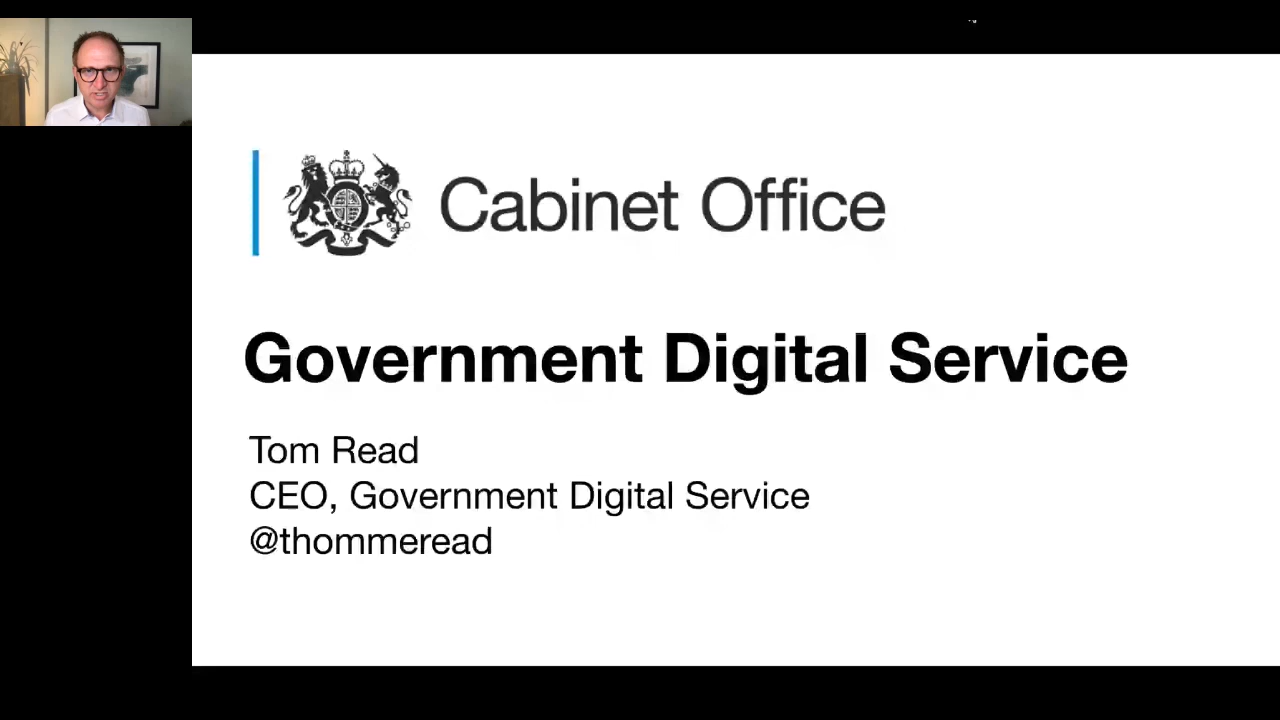 Cabinet Office
Government Digital Service
Tom Read
CEO, Government Digital Service
@thommeread